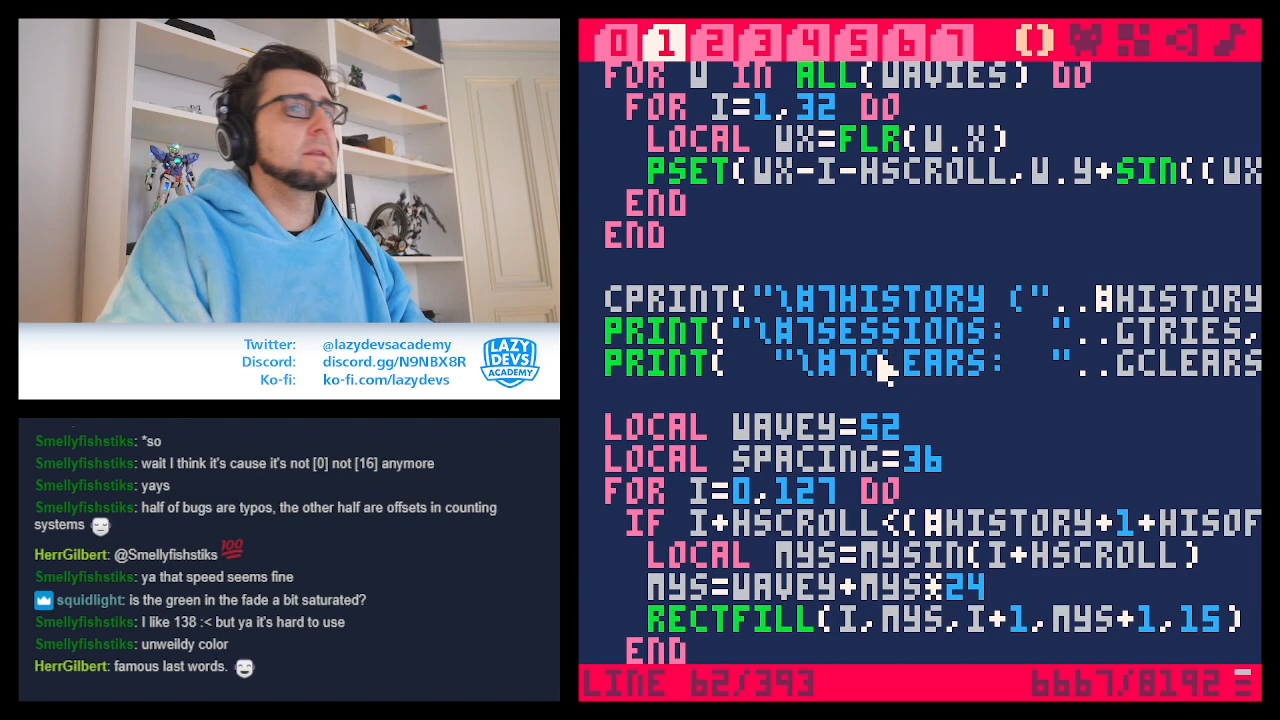 Twitter: @lazydevsacademy
Discord: discord.gg/N9NBX8R
Ko-fi: ko-fi.com/lazydevs
LAZY
DEVS
ACADEMY
Smellyfishstiks: *so
Smellyfishstiks: wait I think it's cause it's not [0] not [16] anymore
Smellyfishstiks: yays
Smellyfishstiks: half of bugs are typos, the other half are offsets in counting
systems
HerrGilbert: @Smellyfishstiks 100
Smellyfishstiks: ya that speed seems fine
squidlight: is the green in the fade a bit saturated?
Smellyfishstiks: I like 138 :< but ya it's hard to use
Smellyfishstiks: unweildy color
HerrGilbert: famous last words.
0 1 2 3 4 5 6 7 ()
FOR W IN ALL(WAVIES) DO
FOR I=1,32 DO
LOCAL WX=FLR(W.X)
PSET(WX-I-HSCROLL,W.Y+SIN((WX
END
END
CPRINT("\#7HISTORY ("..#HISTORY
PRINT("\#7SESSIONS: "..GTRIES,
PRINT( "\#7CLEARS: "..GCLEARS
LOCAL WAVEY=52
LOCAL SPACING=36
FOR I=0,127 DO
IF I+HSCROLL<(#HISTORY+1+HISOF
LOCAL MYS=MYSIN(I+HSCROLL)
MYS=WAVEY+MYS*24
RECTFILL(I,MYS,I+1,MYS+1,15)
END
LINE 62/393 6667/8192